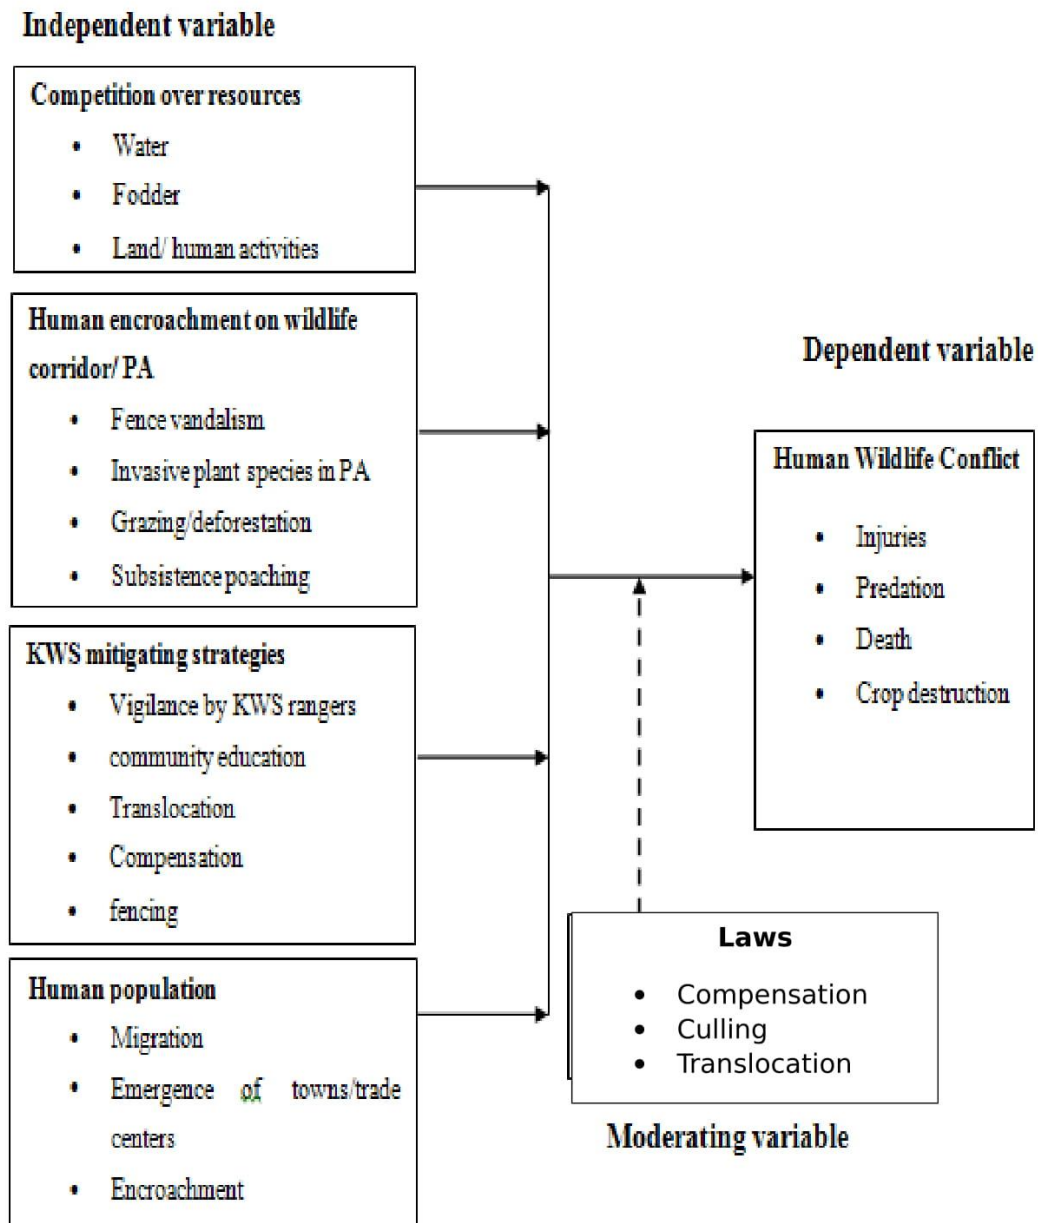 Independent variable
Competition over resources
• Water
• Fodder
• Land/ human activities
Human encroachment on wildlife
corridor/ PA
• Fence vandalism
• Invasive plant species in PA
• Grazing/deforestation
• Subsistence poaching
KWS mitigating strategies
• Vigilance by KWS rangers
• community education
• Translocation
• Compensation
• fencing
Human population
• Migration
• Emergence of towns/trade
centers
• Encroachment
Dependent variable
Human Wildlife Conflict
• Injuries
• Predation
• Death
• Crop destruction
Laws
• Compensation
• Culling
• Translocation
Moderating variable